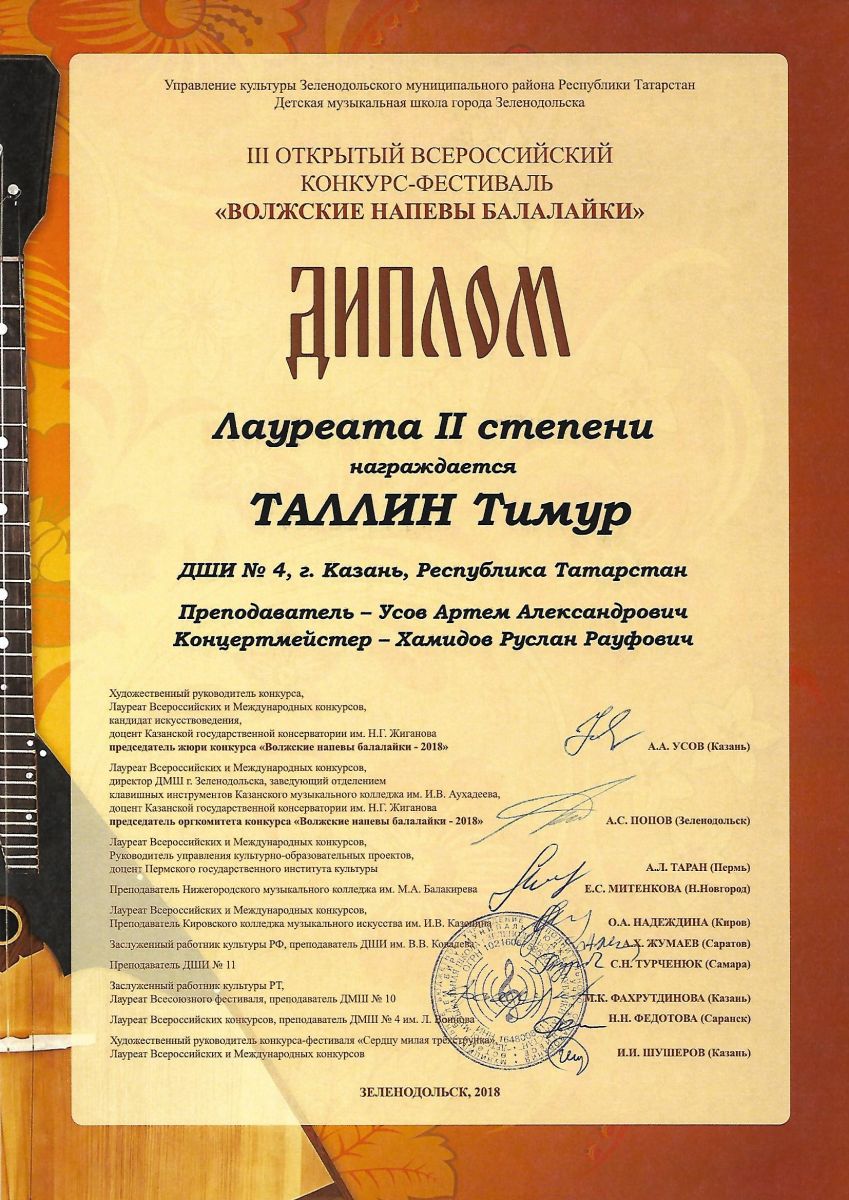 Управление культуры Зеленодольского муниципального района Республики Татарстан
Детская музыкальная школа города Зеленодольска
III ОТКРЫТЫЙ ВСЕРОССИЙСКИЙ
КОНКУРС-ФЕСТИВАЛЬ
«ВОЛЖСКИЕ НАПЕВЫ БАЛАЛАЙКИ»
ДИПЛОМ
Лауреата II степени
награждается
ТАЛЛИН Тимур
ДШИ № 4, г. Казань, Республика Татарстан
Преподаватель – Усов Артем Александрович
Концертмейстер – Хамидов Руслан Рауфович
Художественный руководитель конкурса,
Лауреат Всероссийских и Международных конкурсов,
кандидат искусствоведения,
доцент Казанской государственной консерватории им. Н.Г. Жиганова
председатель жюри конкурса «Волжские напевы балалайки - 2018» А.А. УСОВ (Казань)
Лауреат Всероссийских и Международных конкурсов,
директор ДМШ г. Зеленодольска, заведующий отделением
клавишных инструментов Казанского музыкального колледжа им. И.В. Аухадеева,
доцент Казанской государственной консерватории им. Н.Г. Жиганова
председатель оргкомитета конкурса «Волжские напевы балалайки - 2018» А.С. ПОПОВ (Зеленодольск)
Лауреат Всероссийских и Международных конкурсов,
Руководитель управления культурно-образовательных проектов,
доцент Пермского государственного института культуры А.Л. ТАРАН (Пермь)
Преподаватель Нижегородского музыкального колледжа им. М.А. Балакирева Е.С. МИТЕНКОВА (Н.Новгород)
Лауреат Всероссийских и Международных конкурсов,
Преподаватель Кировского колледжа музыкального искусства им. И.В. Казенина О.А. НАДЕЖДИНА (Киров)
Заслуженный работник культуры РФ, преподаватель ДШИ им. В.В. Ковалева А.Х. ЖУМАЕВ (Саратов)
Преподаватель ДШИ № 11 С.Н. ТУРЧЕНЮК (Самара)
Заслуженный работник культуры РТ,
Лауреат Всесоюзного фестиваля, преподаватель ДМШ № 10 М.К. ФАХРУТДИНОВА (Казань)
Лауреат Всероссийских конкурсов, преподаватель ДМШ № 4 им. Л. Воинова Н.Н. ФЕДОТОВА (Саранск)
Художественный руководитель конкурса-фестиваля «Сердцу милая трехструнка»,
Лауреат Всероссийских и Международных конкурсов И.И. ШУШЕРОВ (Казань)
ЗЕЛЕНОДОЛЬСК, 2018